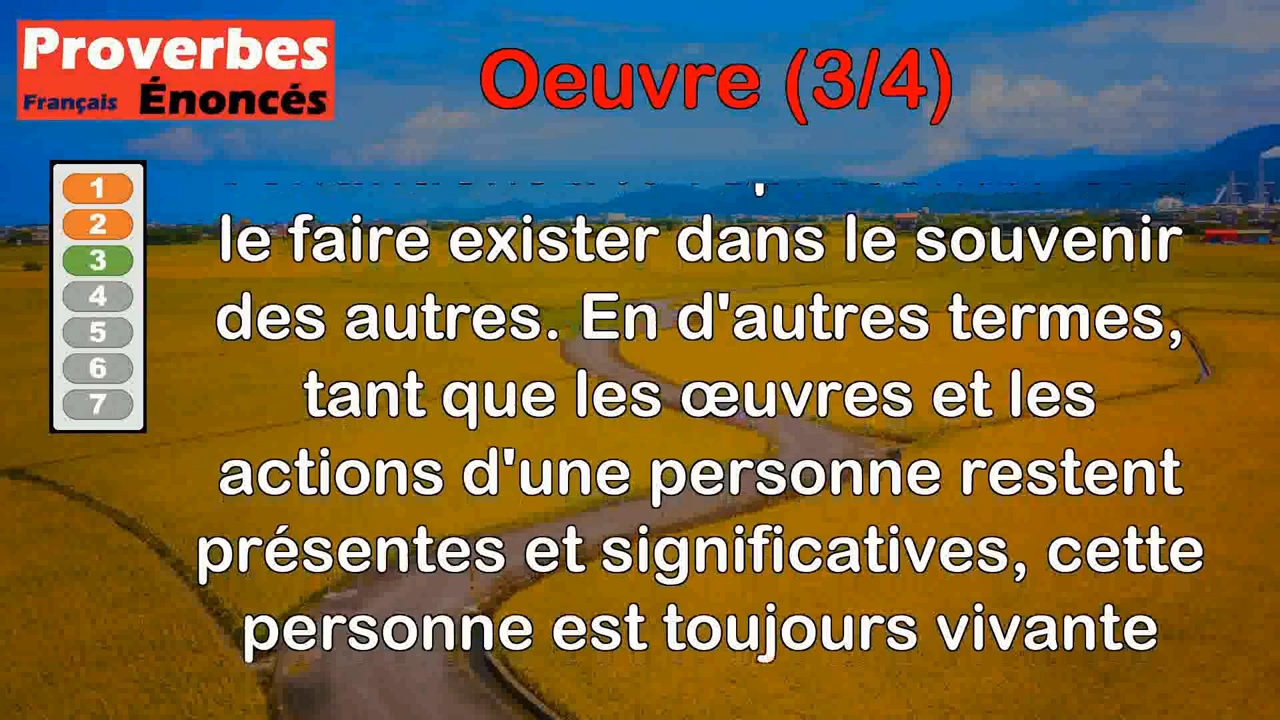 Proverbes
Français Énoncés
Oeuvre (3/4)
1
2
3
4
5
6
7
le faire exister dans le souvenir
des autres. En d'autres termes,
tant que les œuvres et les
actions d'une personne restent
présentes et significatives, cette
personne est toujours vivante